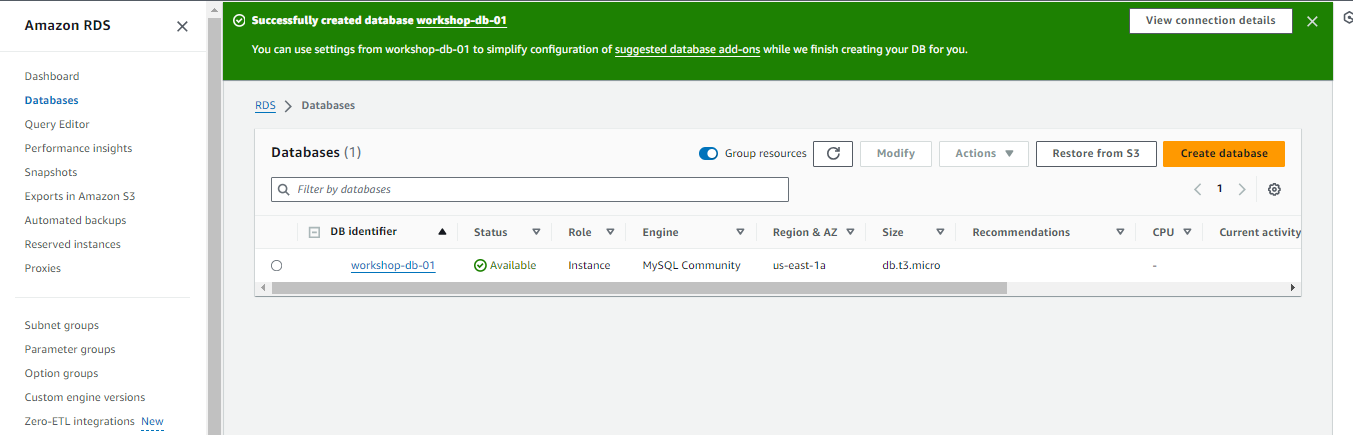 Amazon RDS
Dashboard
Databases
Query Editor
Performance insights
Snapshots
Exports in Amazon S3
Automated backups
Reserved instances
Proxies
Subnet groups
Parameter groups
Option groups
Custom engine versions
Zero-ETL integrations New
Successfully created database workshop-db-01
View connection details
You can use settings from workshop-db-01 to simplify configuration of suggested database add-ons while we finish creating your DB for you.
RDS Databases
Databases (1)
Group resources
Modify
Actions
Restore from S3
Create database
Filter by databases
1
DB identifier Status Role Engine Region & AZ Size Recommendations CPU Current activity
workshop-db-01 Available Instance MySQL Community us-east-1a db.t3.micro -